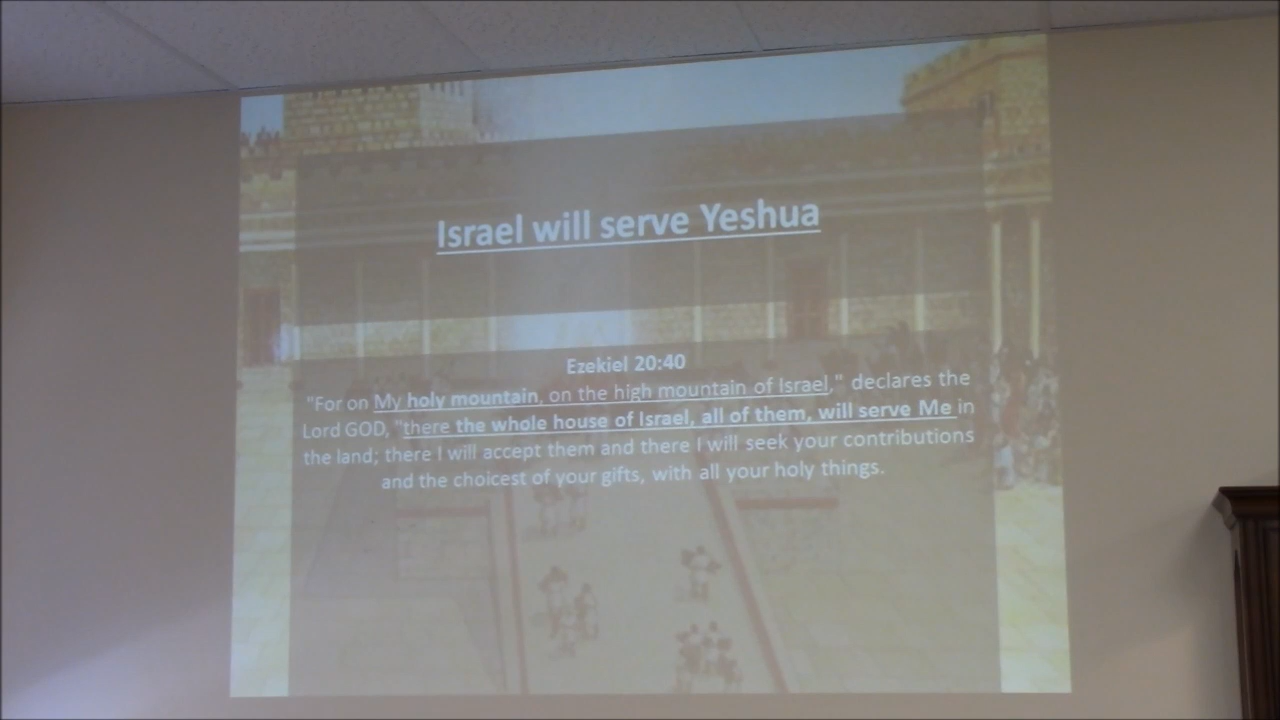 Israel will serve Yeshua
Ezekiel 20:40
"For on My holy mountain, on the high mountain of Israel," declares the
Lord GOD, "there the whole house of Israel, all of them, will serve Me in
the land; there I will accept them and there I will seek your contributions
and the choicest of your gifts, with all your holy things.